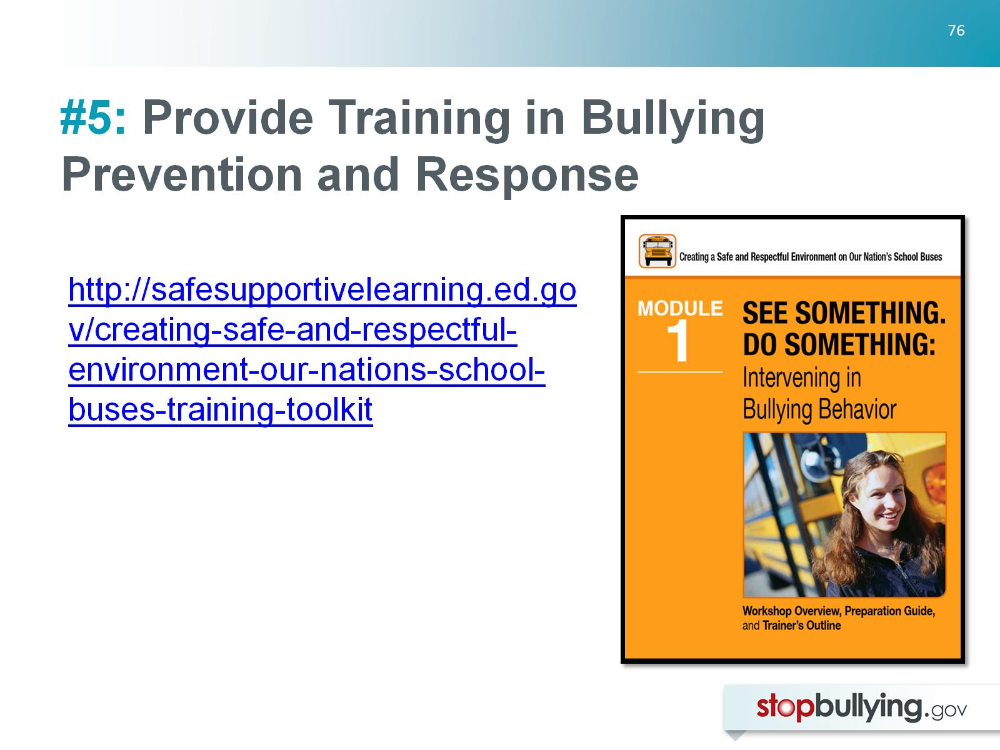 76
#5: Provide Training in Bullying
Prevention and Response
http://safesupportivelearning.ed.go
v/creating-safe-and-respectful-
environment-our-nations-school-
buses-training-toolkit
Creating a Safe and Respectful Environment on Our Nation's School Buses
MODULE
1
SEE SOMETHING.
DO SOMETHING:
Intervening in
Bullying Behavior
Workshop Overview, Preparation Guide,
and Trainer's Outline
stopbullying.gov